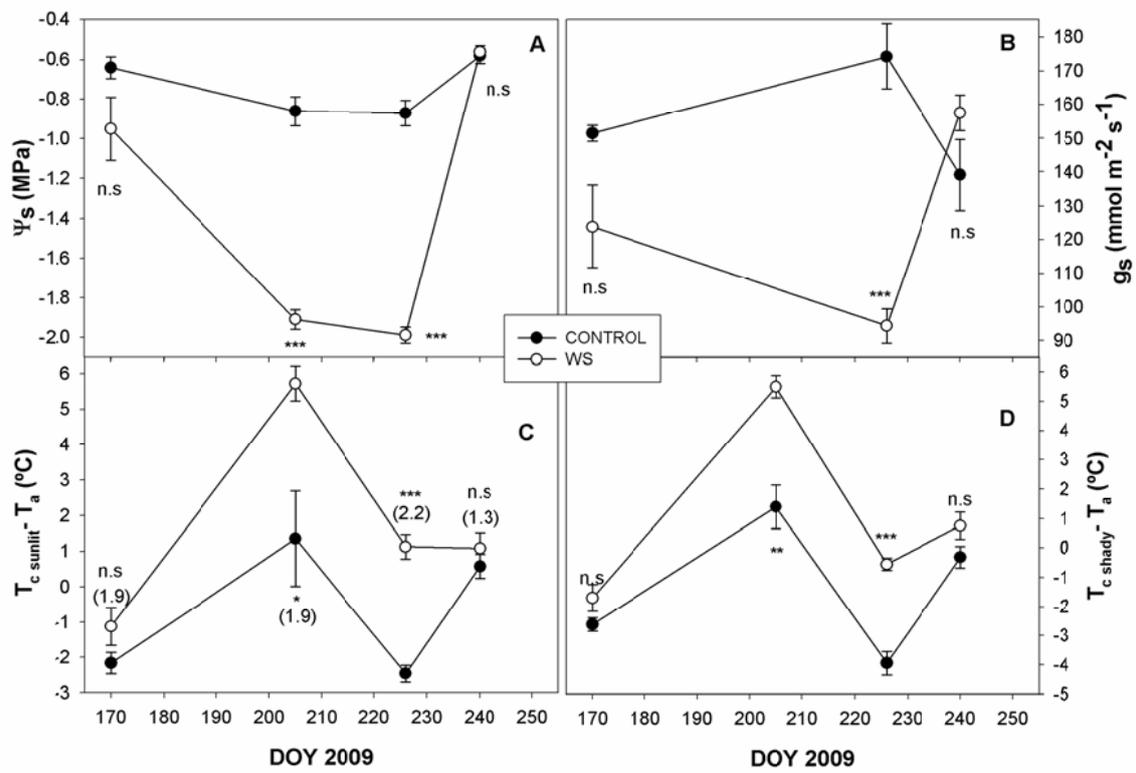 A
-0.4
-0.6
-0.8
-1.0
-1.2
-1.4
-1.6
-1.8
-2.0
Ψs (MPa)
n.s
***
***
n.s
B
180
170
160
150
140
130
120
110
100
90
gs (mmol m-2 s-1)
n.s
***
n.s
CONTROL
WS
C
6
5
4
3
2
1
0
-1
-2
-3
Tc sunlit- Ta (ºC)
n.s
(1.9)
*
(1.9)
***
(2.2)
n.s
(1.3)
170 180 190 200 210 220 230 240 250
DOY 2009
D
6
5
4
3
2
1
0
-1
-2
-3
-4
-5
Tc shady- Ta (ºC)
n.s
**
***
n.s
170 180 190 200 210 220 230 240 250
DOY 2009